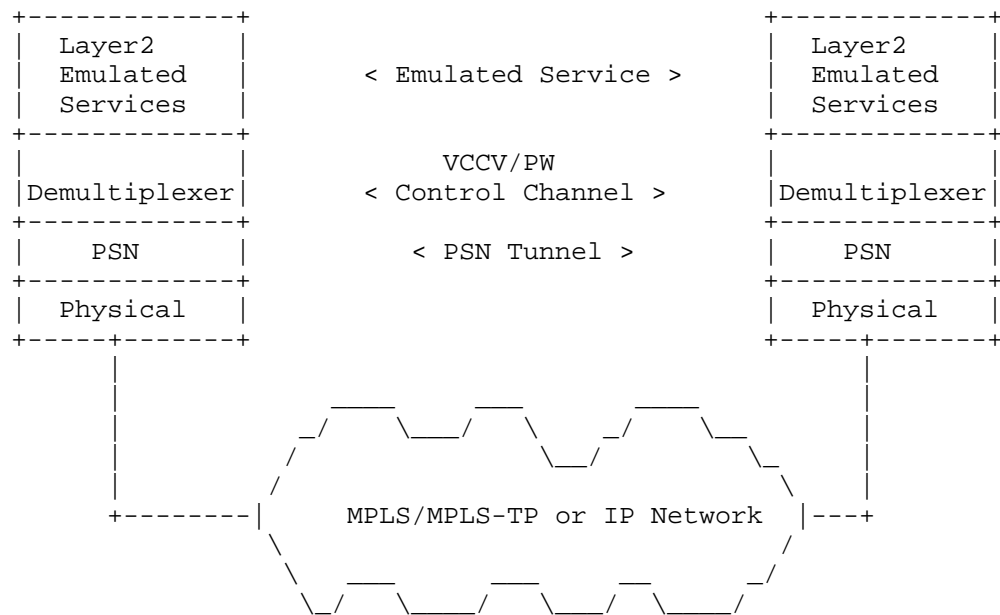 Layer2 Layer2
Emulated < Emulated Service > Emulated
Services Services
VCCV/PW
Demultiplexer < Control Channel > Demultiplexer
PSN < PSN Tunnel > PSN
Physical Physical
MPLS/MPLS-TP or IP Network